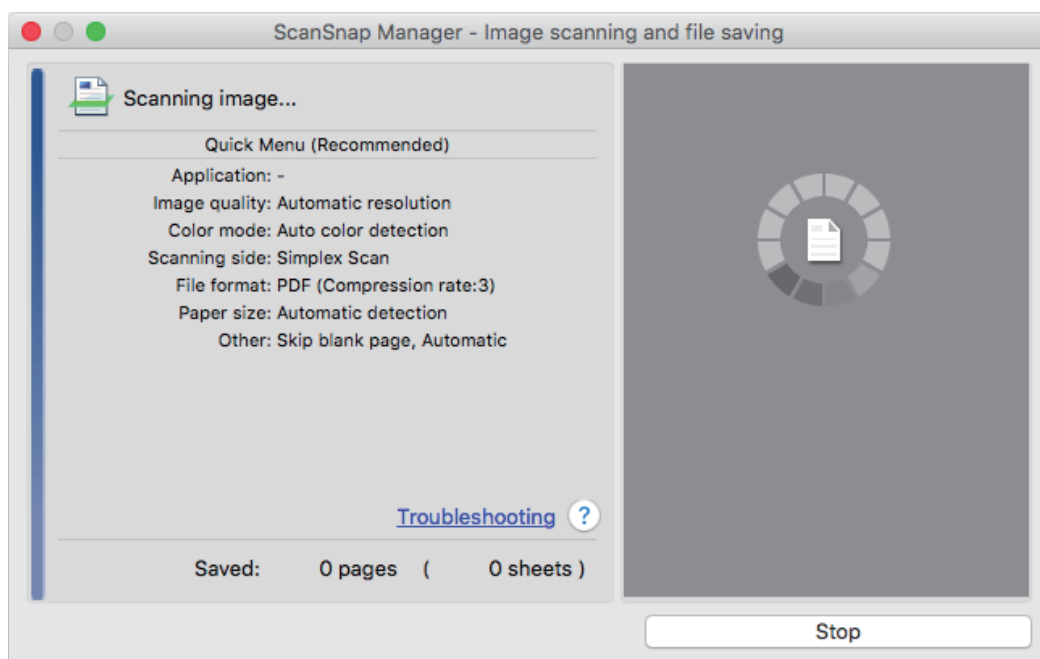 ScanSnap Manager - Image scanning and file saving
Scanning image...
Quick Menu (Recommended)
Application: -
Image quality: Automatic resolution
Color mode: Auto color detection
Scanning side: Simplex Scan
File format: PDF (Compression rate:3)
Paper size: Automatic detection
Other: Skip blank page, Automatic
Troubleshooting ?
Saved: 0 pages ( 0 sheets )
Stop